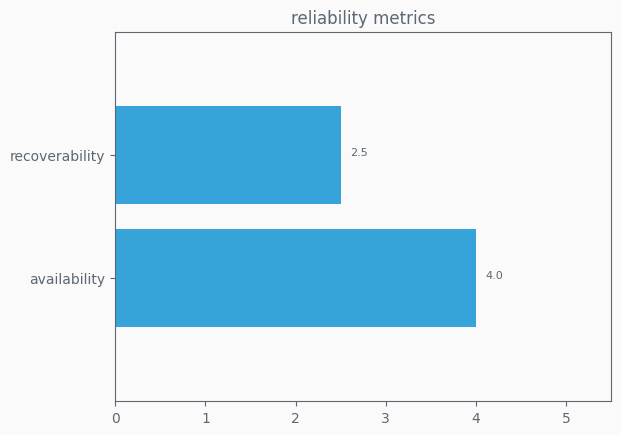 reliability metrics
recoverability
2.5
availability
4.0
0 1 2 3 4 5